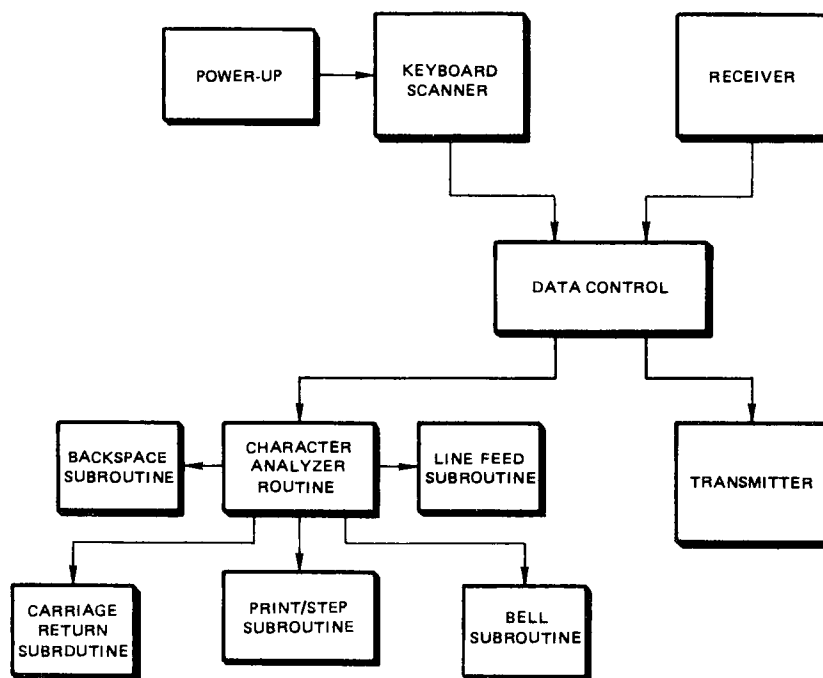 POWER-UP
KEYBOARD
SCANNER
RECEIVER
DATA CONTROL
BACKSPACE
SUBROUTINE
CHARACTER
ANALYZER
ROUTINE
LINE FEED
SUBROUTINE
TRANSMITTER
CARRIAGE
RETURN
SUBRDUTINE
PRINT/STEP
SUBROUTINE
BELL
SUBROUTINE